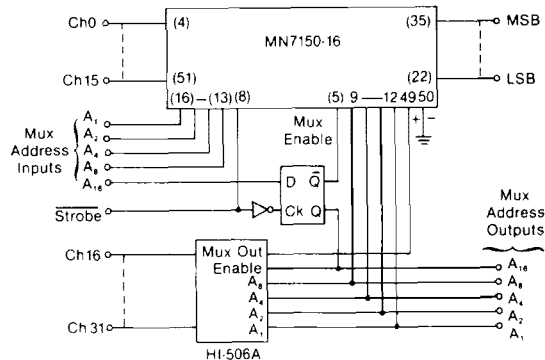 Ch0
(4)
(35)
MSB
MN7150-16
Ch15
(51)
(22)
LSB
(16)–(13)
(8)
(5)
9
12
49
50
+
−
Mux Enable
Mux Address Inputs
A₁
A₂
A₄
A₈
A₁₆
D
Q̄
Ck
Q
Strobe
Mux Address Outputs
Ch16
Mux Out
Enable
A₈
A₄
A₂
A₁
Ch31
HI-506A
A₁₆
A₈
A₄
A₂
A₁